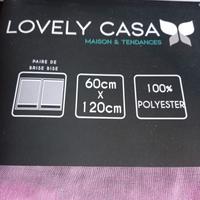 LOVELY CASA
MAISON & TENDANCES
PAIRE DE
BRISE BISE
60cm
X
120cm
100%
POLYESTER